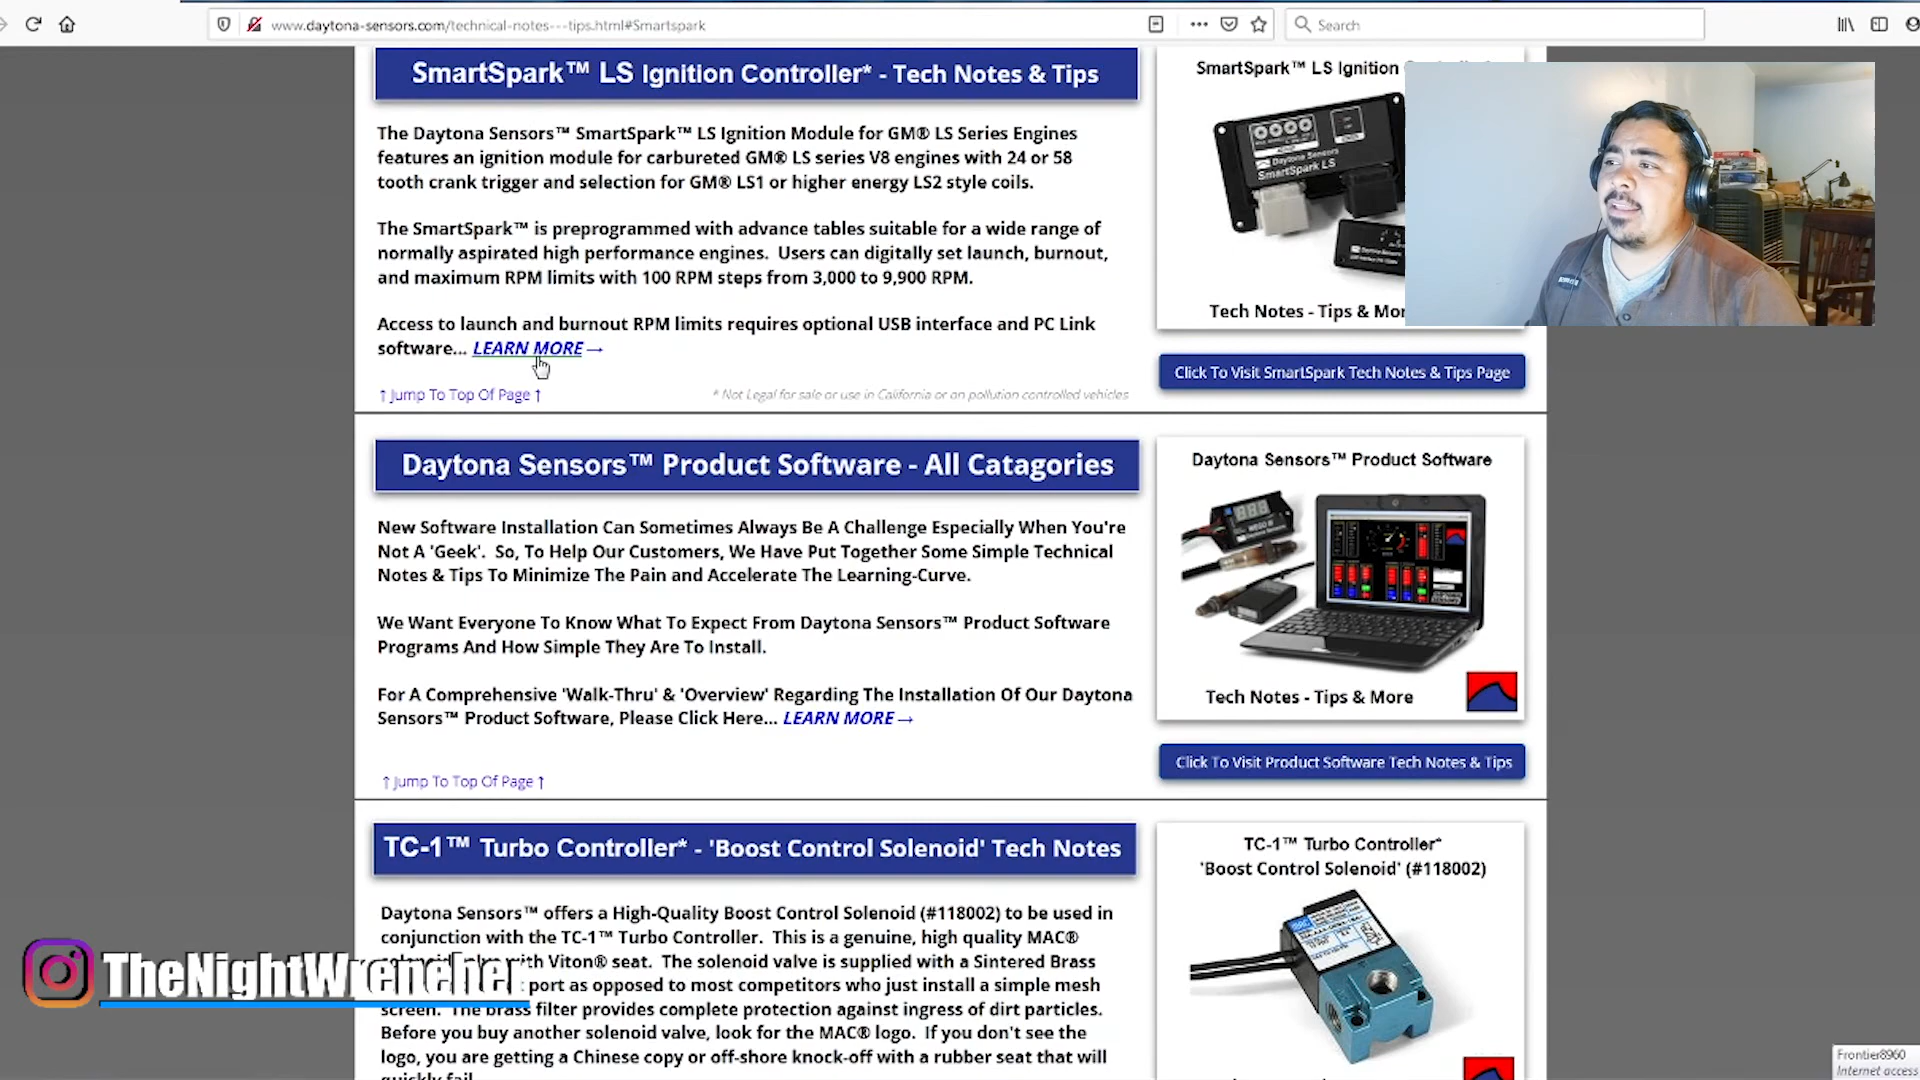 www.daytona-sensors.com/technical-notes---tips.html#Smartspark
Search
SmartSpark™ LS Ignition Controller* - Tech Notes & Tips
The Daytona Sensors™ SmartSpark™ LS Ignition Module for GM® LS Series Engines
features an ignition module for carbureted GM® LS series V8 engines with 24 or 58
tooth crank trigger and selection for GM® LS1 or higher energy LS2 style coils.
The SmartSpark™ is preprogrammed with advance tables suitable for a wide range of
normally aspirated high performance engines. Users can digitally set launch, burnout,
and maximum RPM limits with 100 RPM steps from 3,000 to 9,900 RPM.
Access to launch and burnout RPM limits requires optional USB interface and PC Link
software... LEARN MORE →
↑ Jump To Top Of Page ↑
* Not Legal for sale or use in California or on pollution controlled vehicles
SmartSpark™ LS Ignition
Daytona Sensors
SmartSpark LS
Tech Notes - Tips &
Click To Visit SmartSpark Tech Notes & Tips Page
Daytona Sensors™ Product Software - All Catagories
New Software Installation Can Sometimes Always Be A Challenge Especially When You're
Not A 'Geek'. So, To Help Our Customers, We Have Put Together Some Simple Technical
Notes & Tips To Minimize The Pain and Accelerate The Learning-Curve.
We Want Everyone To Know What To Expect From Daytona Sensors™ Product Software
Programs And How Simple They Are To Install.
For A Comprehensive 'Walk-Thru' & 'Overview' Regarding The Installation Of Our Daytona
Sensors™ Product Software, Please Click Here... LEARN MORE →
↑ Jump To Top Of Page ↑
Daytona Sensors™ Product Software
Tech Notes - Tips & More
Click To Visit Product Software Tech Notes & Tips
TC-1™ Turbo Controller* - 'Boost Control Solenoid' Tech Notes
Daytona Sensors™ offers a High-Quality Boost Control Solenoid (#118002) to be used in
conjunction with the TC-1™ Turbo Controller. This is a genuine, high quality MAC®
with Viton® seat. The solenoid valve is supplied with a Sintered Brass
port as opposed to most competitors who just install a simple mesh
screen. The brass filter provides complete protection against ingress of dirt particles.
Before you buy another solenoid valve, look for the MAC® logo. If you don't see the
logo, you are getting a Chinese copy or off-shore knock-off with a rubber seat that will
quickly fail.
TC-1™ Turbo Controller*
'Boost Control Solenoid' (#118002)
TheNightWrencher
Frontier8960
Internet access